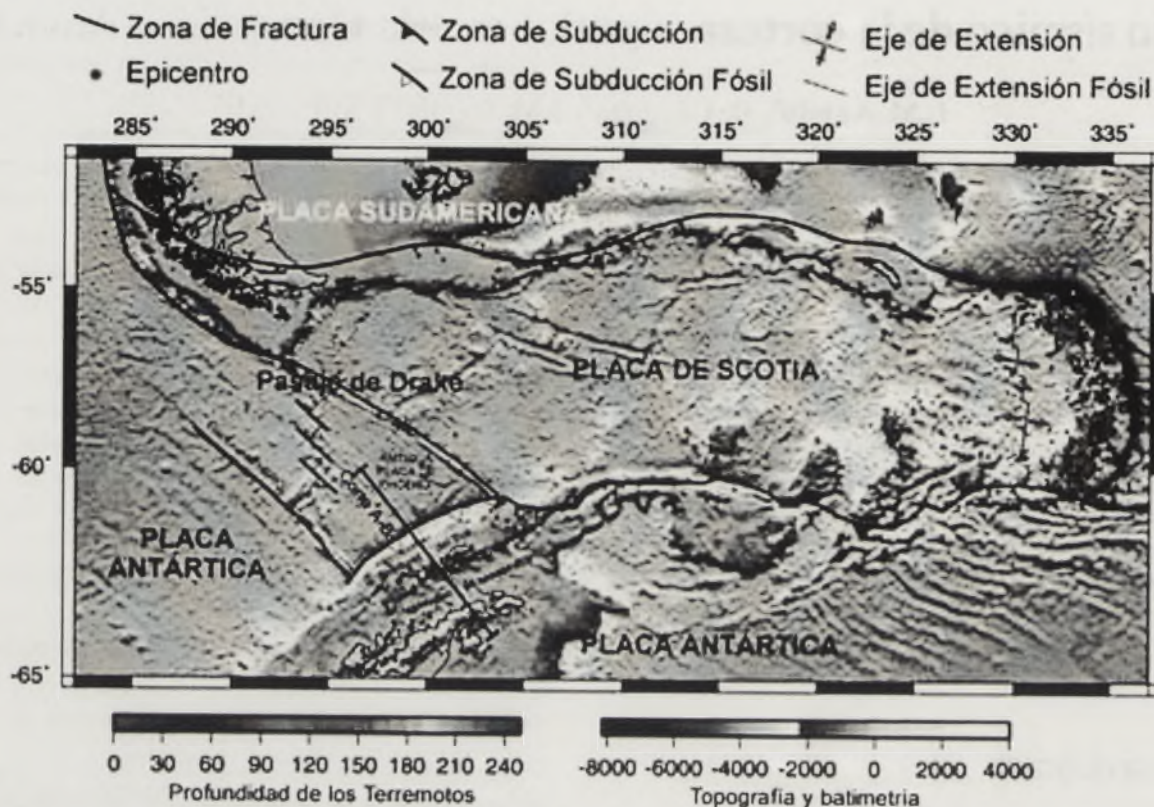 Zona de Fractura
Zona de Subducción
Eje de Extensión
Epicentro
Zona de Subducción Fósil
Eje de Extensión Fósil
285° 290° 295° 300° 305° 310° 315° 320° 325° 330° 335°
PLACA SUDAMERICANA
-55
Pasaje de Drake
PLACA DE SCOTIA
-60
PLACA
ANTÁRTICA
PLACA ANTÁRTICA
-65
0 30 60 90 120 150 180 210 240
Profundidad de los Terremotos
-8000 -6000 -4000 -2000 0 2000 4000
Topografía y batimetria